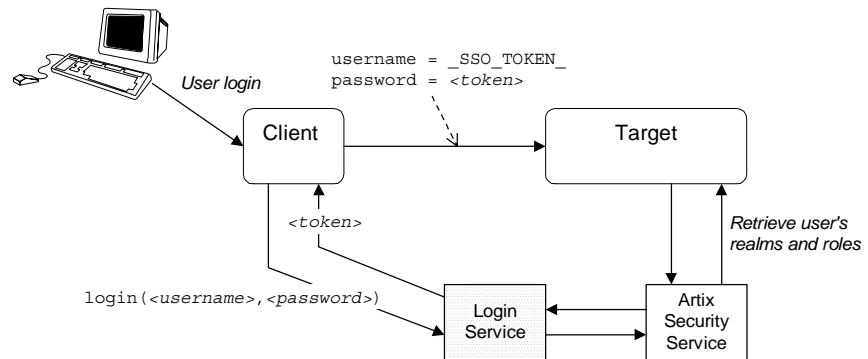 username = _SSO_TOKEN_
password = <token>
User login
Client
Target
<token>
Retrieve user's
realms and roles
login(<username>,<password>)
Login
Service
Artix
Security
Service